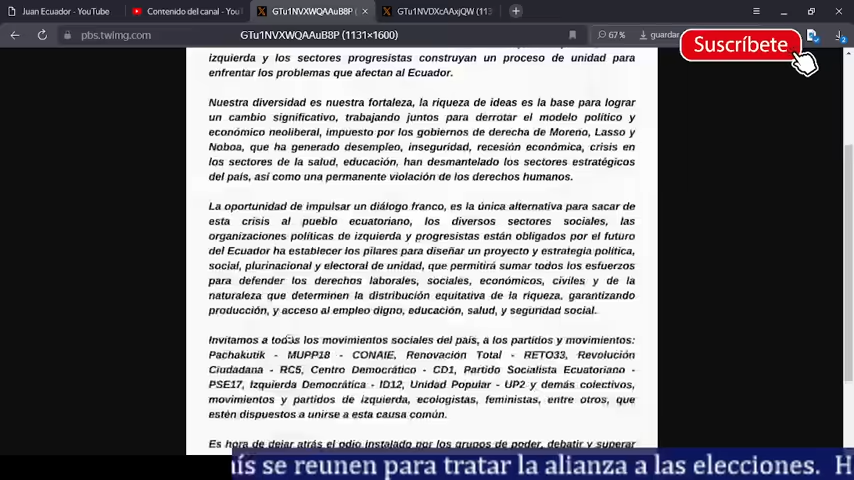 Juan Ecuador - YouTube
Contenido del canal - You
GTu1NVXWQAAuB8P (1131
GTu1NVDXcAAxjQW (113
pbs.twimg.com
GTu1NVXWQAAuB8P (1131×1600)
67 %
guardar
Suscríbete
izquierda y los sectores progresistas construyan un proceso de unidad para
enfrentar los problemas que afectan al Ecuador.
Nuestra diversidad es nuestra fortaleza, la riqueza de ideas es la base para lograr
un cambio significativo, trabajando juntos para derrotar el modelo político y
económico neoliberal, impuesto por los gobiernos de derecha de Moreno, Lasso y
Noboa, que ha generado desempleo, inseguridad, recesión económica, crisis en
los sectores de la salud, educación, han desmantelado los sectores estratégicos
del país, así como una permanente violación de los derechos humanos.
La oportunidad de impulsar un diálogo franco, es la única alternativa para sacar de
esta crisis al pueblo ecuatoriano, los diversos sectores sociales, las
organizaciones políticas de izquierda y progresistas están obligados por el futuro
del Ecuador ha establecer los pilares para diseñar un proyecto y estrategia política,
social, plurinacional y electoral de unidad, que permitirá sumar todos los esfuerzos
para defender los derechos laborales, sociales, económicos, civiles y de la
naturaleza que determinen la distribución equitativa de la riqueza, garantizando
producción, y acceso al empleo digno, educación, salud, y seguridad social.
Invitamos a todos los movimientos sociales del país, a los partidos y movimientos:
Pachakutik - MUPP18 - CONAIE, Renovación Total - RETO33, Revolución
Ciudadana - RC5, Centro Democrático - CD1, Partido Socialista Ecuatoriano -
PSE17, Izquierda Democrática - ID12, Unidad Popular - UP2 y demás colectivos,
movimientos y partidos de izquierda, ecologistas, feministas, entre otros, que
estén dispuestos a unirse a esta causa común.
Es hora de dejar atrás el odio instalado por los grupos de poder, debatir y superar
ís se reunen para tratar la alianza a las elecciones. H